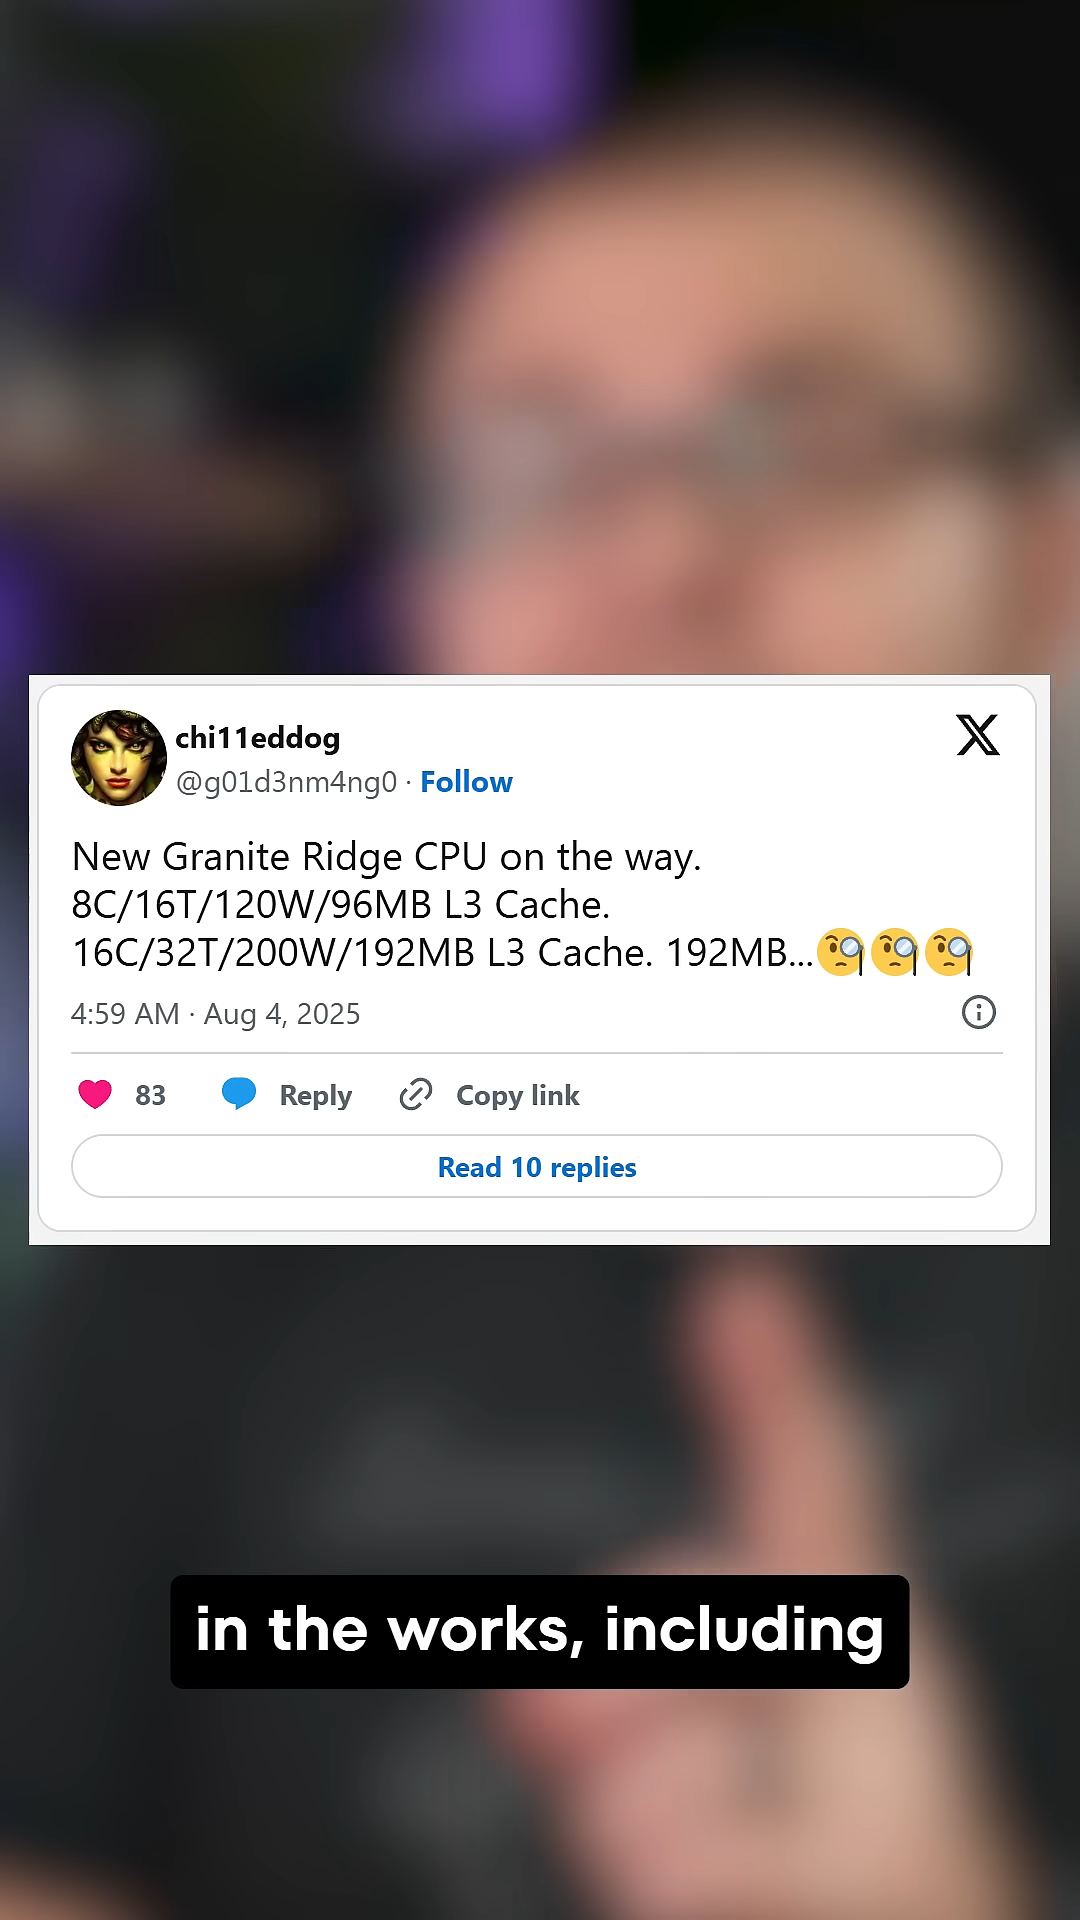 chi11eddog
@g01d3nm4ng0 · Follow
New Granite Ridge CPU on the way.
8C/16T/120W/96MB L3 Cache.
16C/32T/200W/192MB L3 Cache. 192MB...🧐🧐🧐
4:59 AM · Aug 4, 2025
83 Reply Copy link
Read 10 replies
in the works, including